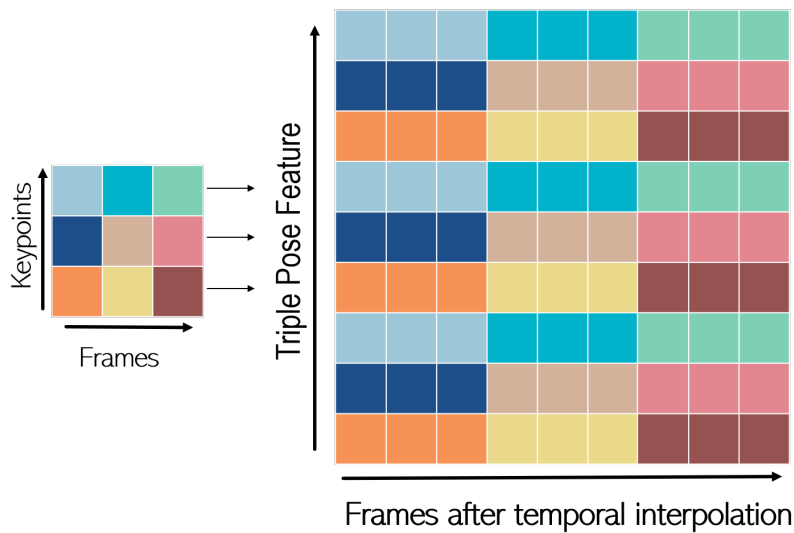 Keypoints
Frames
Triple Pose Feature
Frames after temporal interpolation